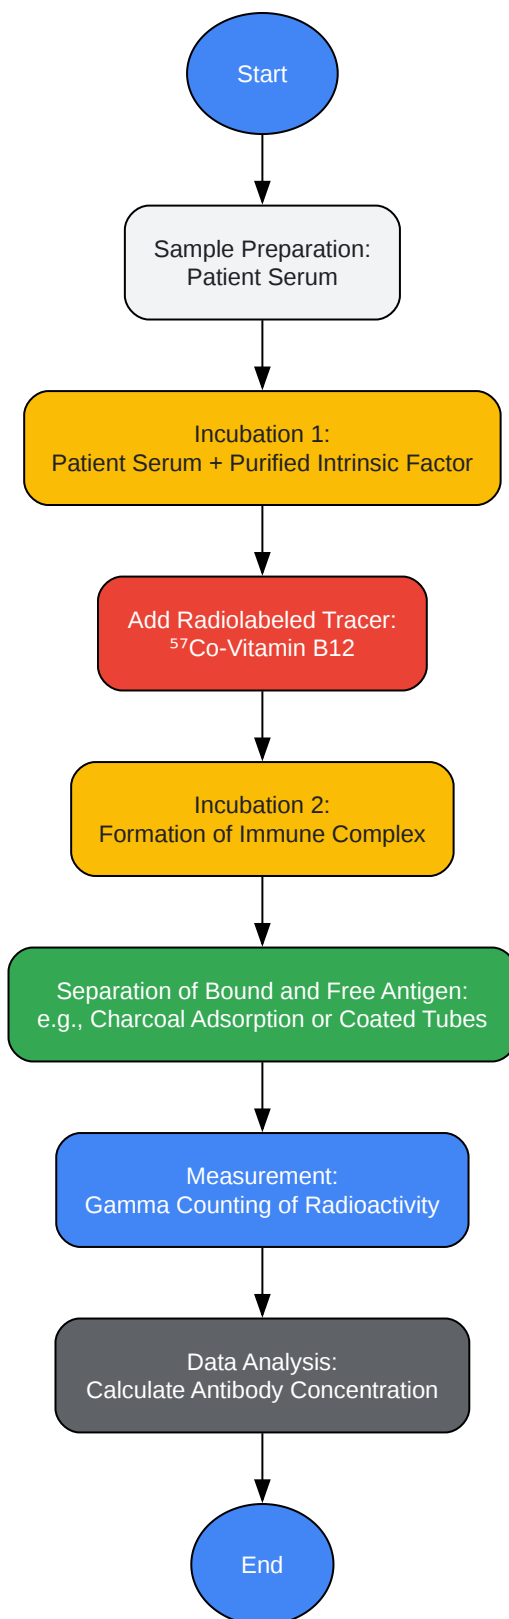 Start
Sample Preparation:
Patient Serum
Incubation 1:
Patient Serum + Purified Intrinsic Factor
Add Radiolabeled Tracer:
⁵⁷Co-Vitamin B12
Incubation 2:
Formation of Immune Complex
Separation of Bound and Free Antigen:
e.g., Charcoal Adsorption or Coated Tubes
Measurement:
Gamma Counting of Radioactivity
Data Analysis:
Calculate Antibody Concentration
End